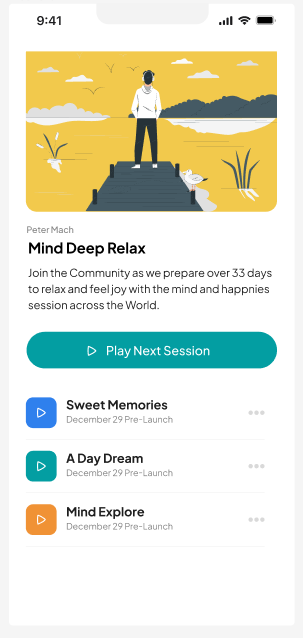 9:41
Peter Mach
Mind Deep Relax
Join the Community as we prepare over 33 days
to relax and feel joy with the mind and happnies
session across the World.
Play Next Session
Sweet Memories
December 29 Pre-Launch
A Day Dream
December 29 Pre-Launch
Mind Explore
December 29 Pre-Launch